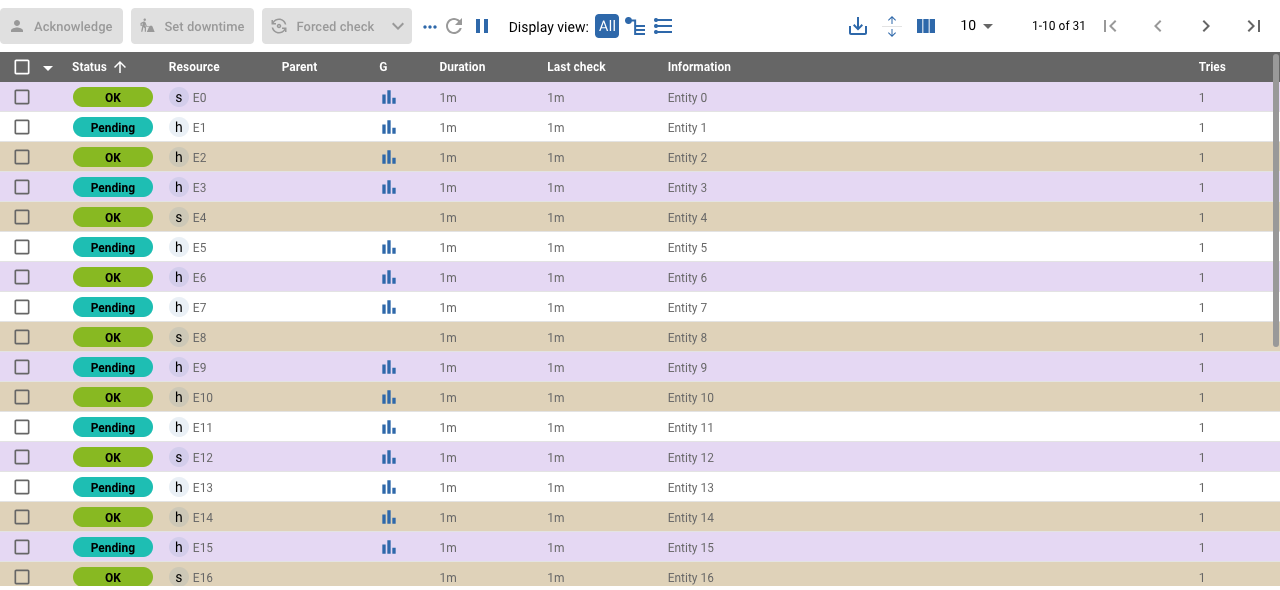 Acknowledge Set downtime Forced check Display view: All 10 1-10 of 31
Status Resource Parent G Duration Last check Information Tries
OK s E0 1m 1m Entity 0 1
Pending h E1 1m 1m Entity 1 1
OK h E2 1m 1m Entity 2 1
Pending h E3 1m 1m Entity 3 1
OK s E4 1m 1m Entity 4 1
Pending h E5 1m 1m Entity 5 1
OK h E6 1m 1m Entity 6 1
Pending h E7 1m 1m Entity 7 1
OK s E8 1m 1m Entity 8 1
Pending h E9 1m 1m Entity 9 1
OK h E10 1m 1m Entity 10 1
Pending h E11 1m 1m Entity 11 1
OK s E12 1m 1m Entity 12 1
Pending h E13 1m 1m Entity 13 1
OK h E14 1m 1m Entity 14 1
Pending h E15 1m 1m Entity 15 1
OK s E16 1m 1m Entity 16 1